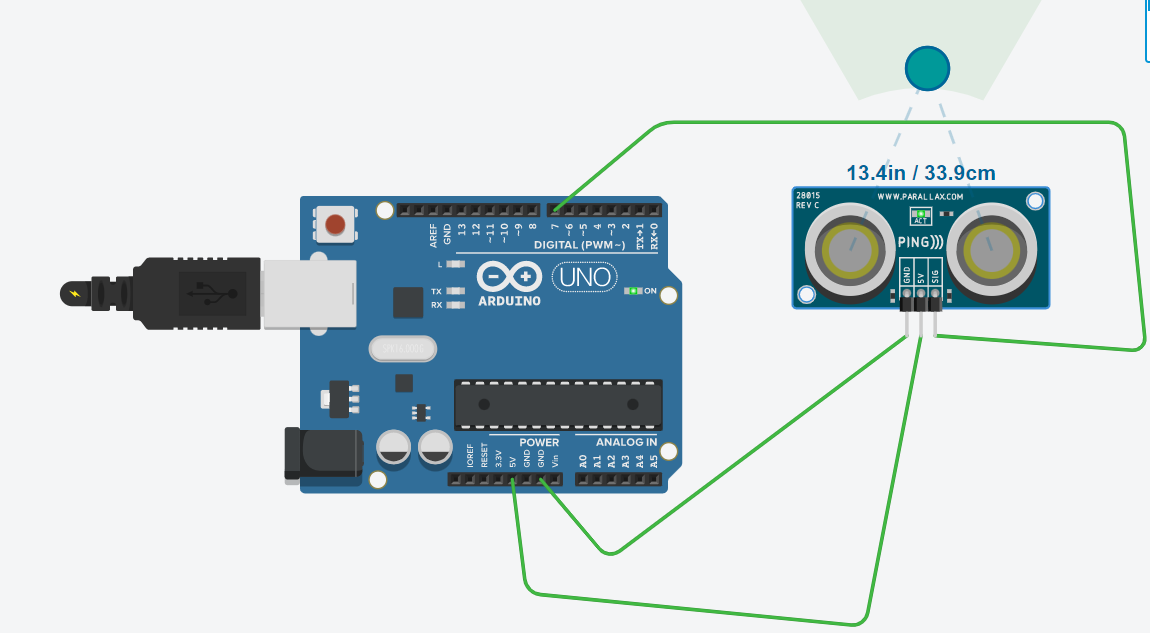 13.4in / 33.9cm
28015
REV C
WWW.PARALLAX.COM
ACT
PING)))
GND
5V
SIG
AREF
GND
13
12
~11
~10
~9
8
7
~6
~5
4
~3
2
TX→1
RX←0
DIGITAL (PWM~)
L
TX
RX
ARDUINO
UNO
ON
POWER
ANALOG IN
IOREF
RESET
3.3V
5V
GND
GND
Vin
A0
A1
A2
A3
A4
A5